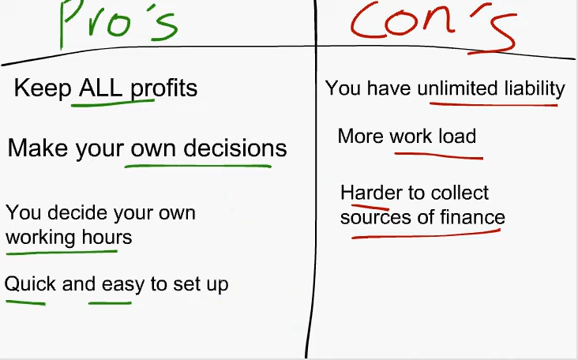 Pro's
Keep ALL profits
Make your own decisions
You decide your own
working hours
Quick and easy to set up
Con's
You have unlimited liability
More work load
Harder to collect
sources of finance